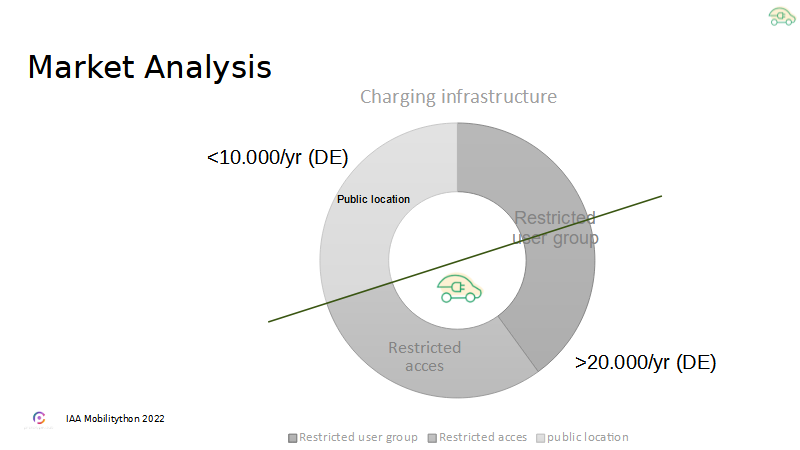 Market Analysis
Charging infrastructure
<10.000/yr (DE)
Public location
Restricted
user group
Restricted
acces
>20.000/yr (DE)
IAA Mobilitython 2022
Restricted user group Restricted acces public location